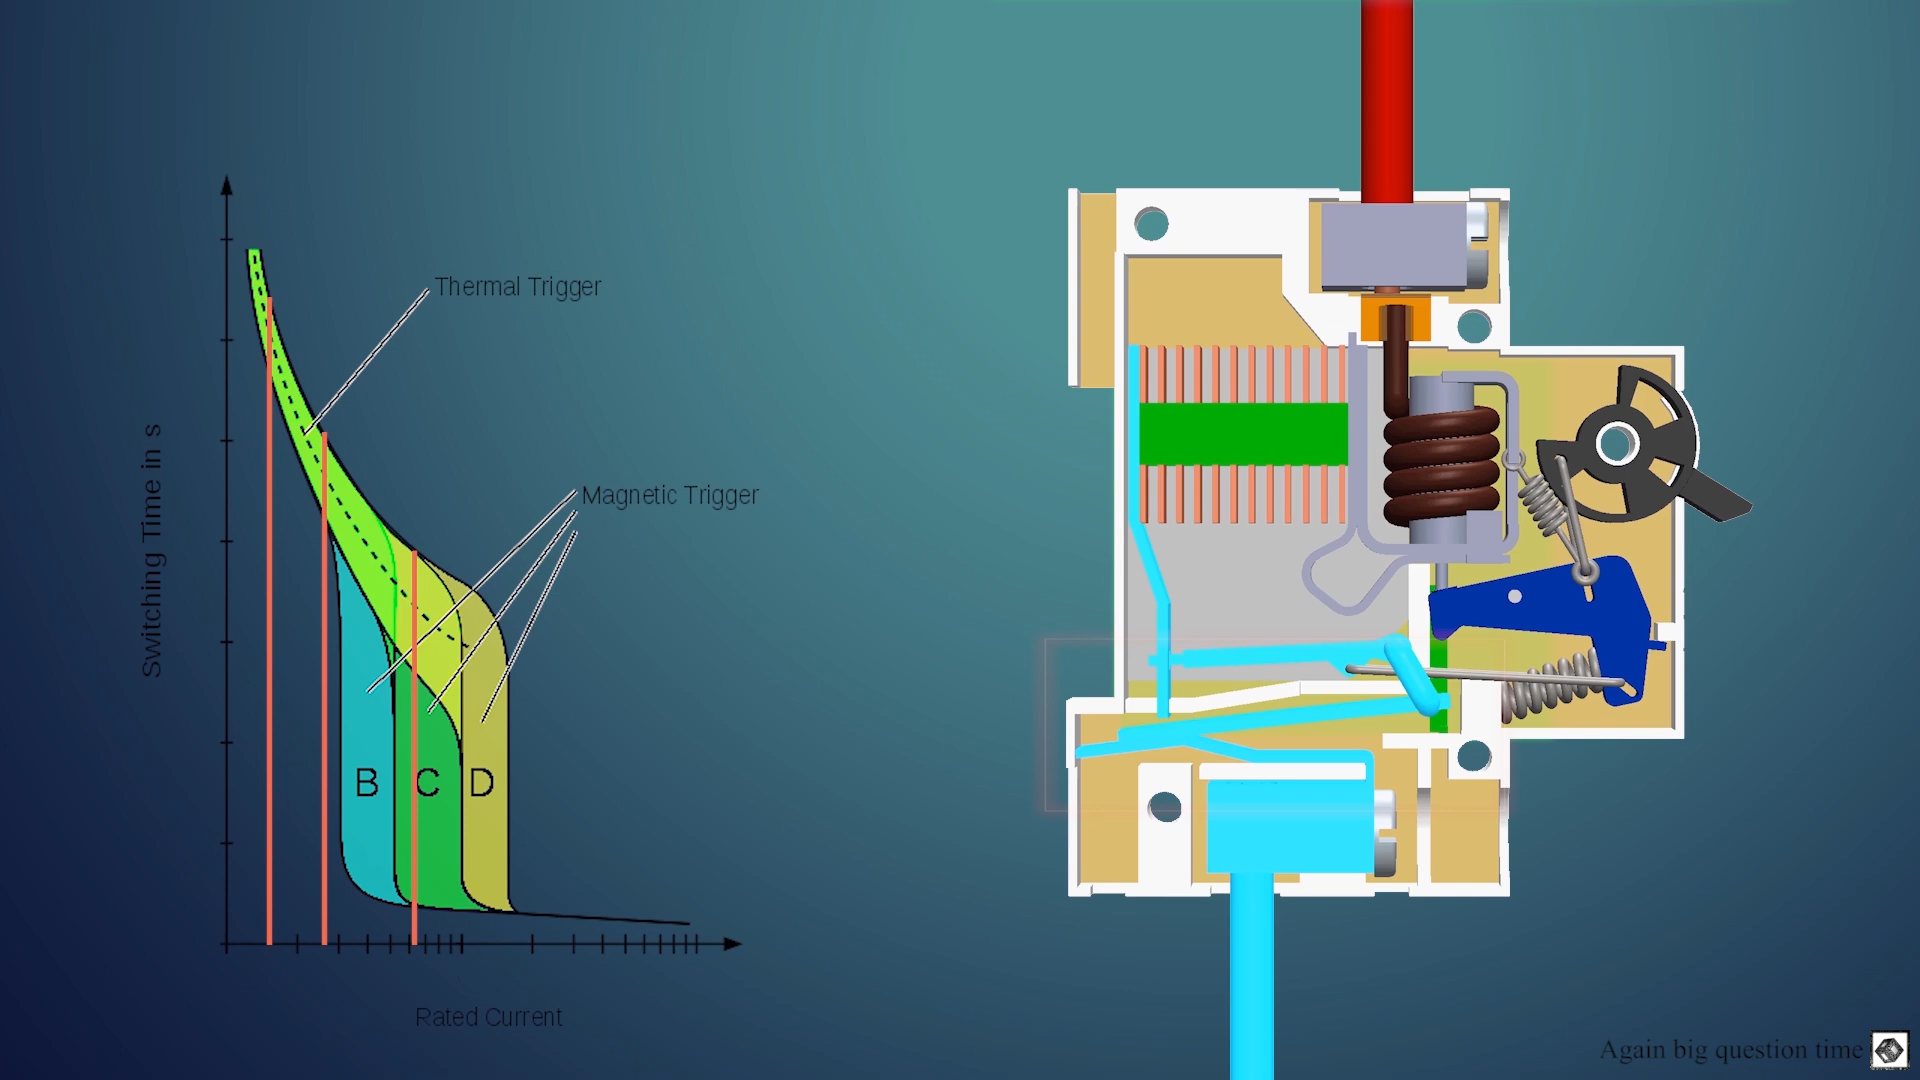 Thermal Trigger
Magnetic Trigger
Switching Time in s
B C D
Rated Current
Again big question time